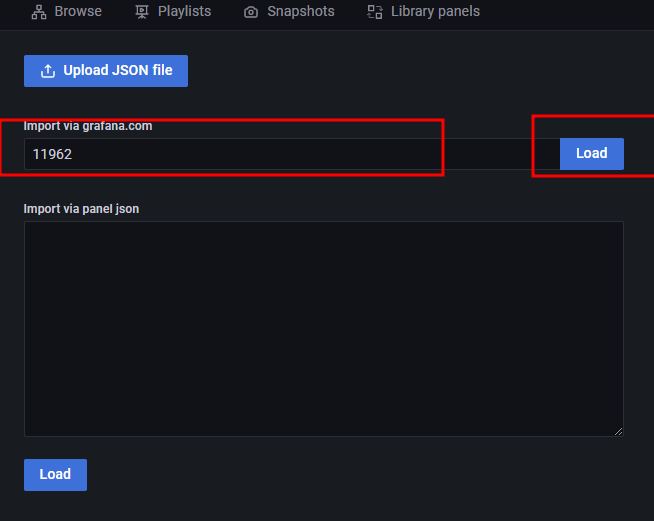 Browse Playlists Snapshots Library panels
Upload JSON file
Import via grafana.com
11962 Load
Import via panel json
Load